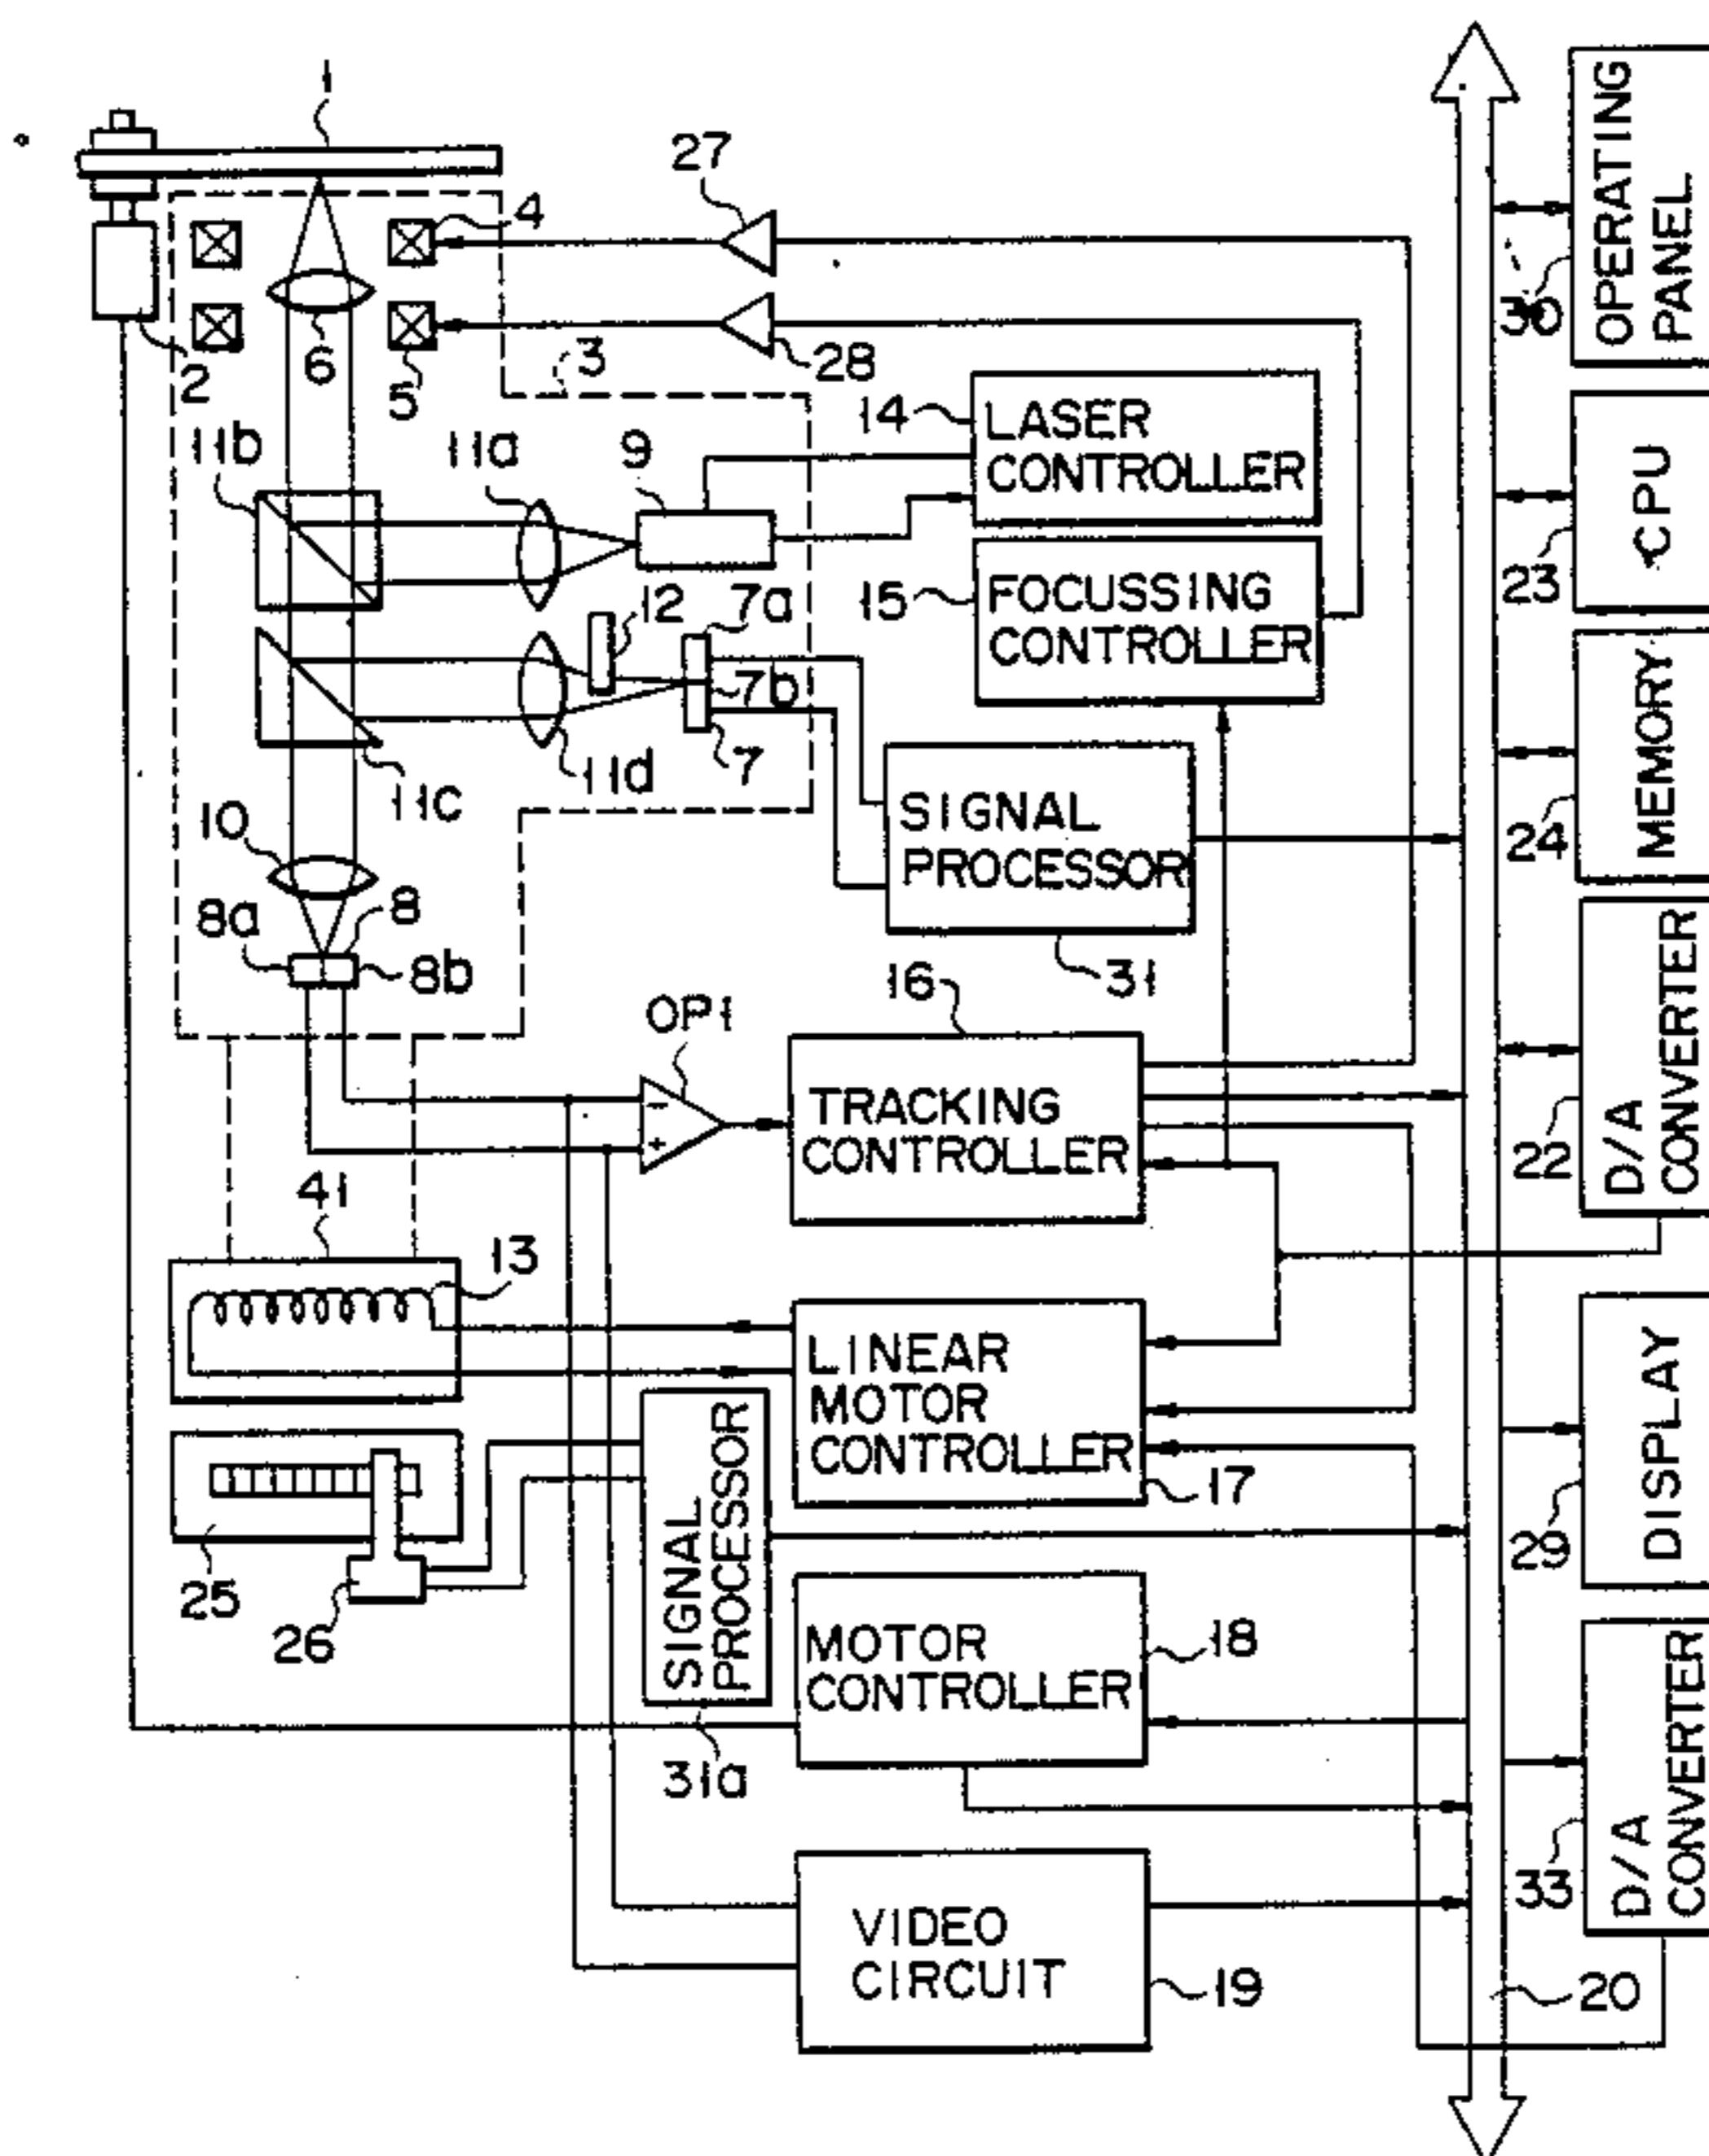 1
27
4
6
28
2
5
3
14
LASER
CONTROLLER
11b
11a
9
12
7a
15
FOCUSSING
CONTROLLER
7b
7
11d
11c
10
SIGNAL
PROCESSOR
31
8a
8
8b
16
OP1
−
+
TRACKING
CONTROLLER
41
13
LINEAR
MOTOR
CONTROLLER
17
SIGNAL
PROCESSOR
31a
25
26
MOTOR
CONTROLLER
18
VIDEO
CIRCUIT
19
20
OPERATING
PANEL
30
CPU
23
MEMORY
24
D/A
CONVERTER
22
DISPLAY
29
D/A
CONVERTER
33